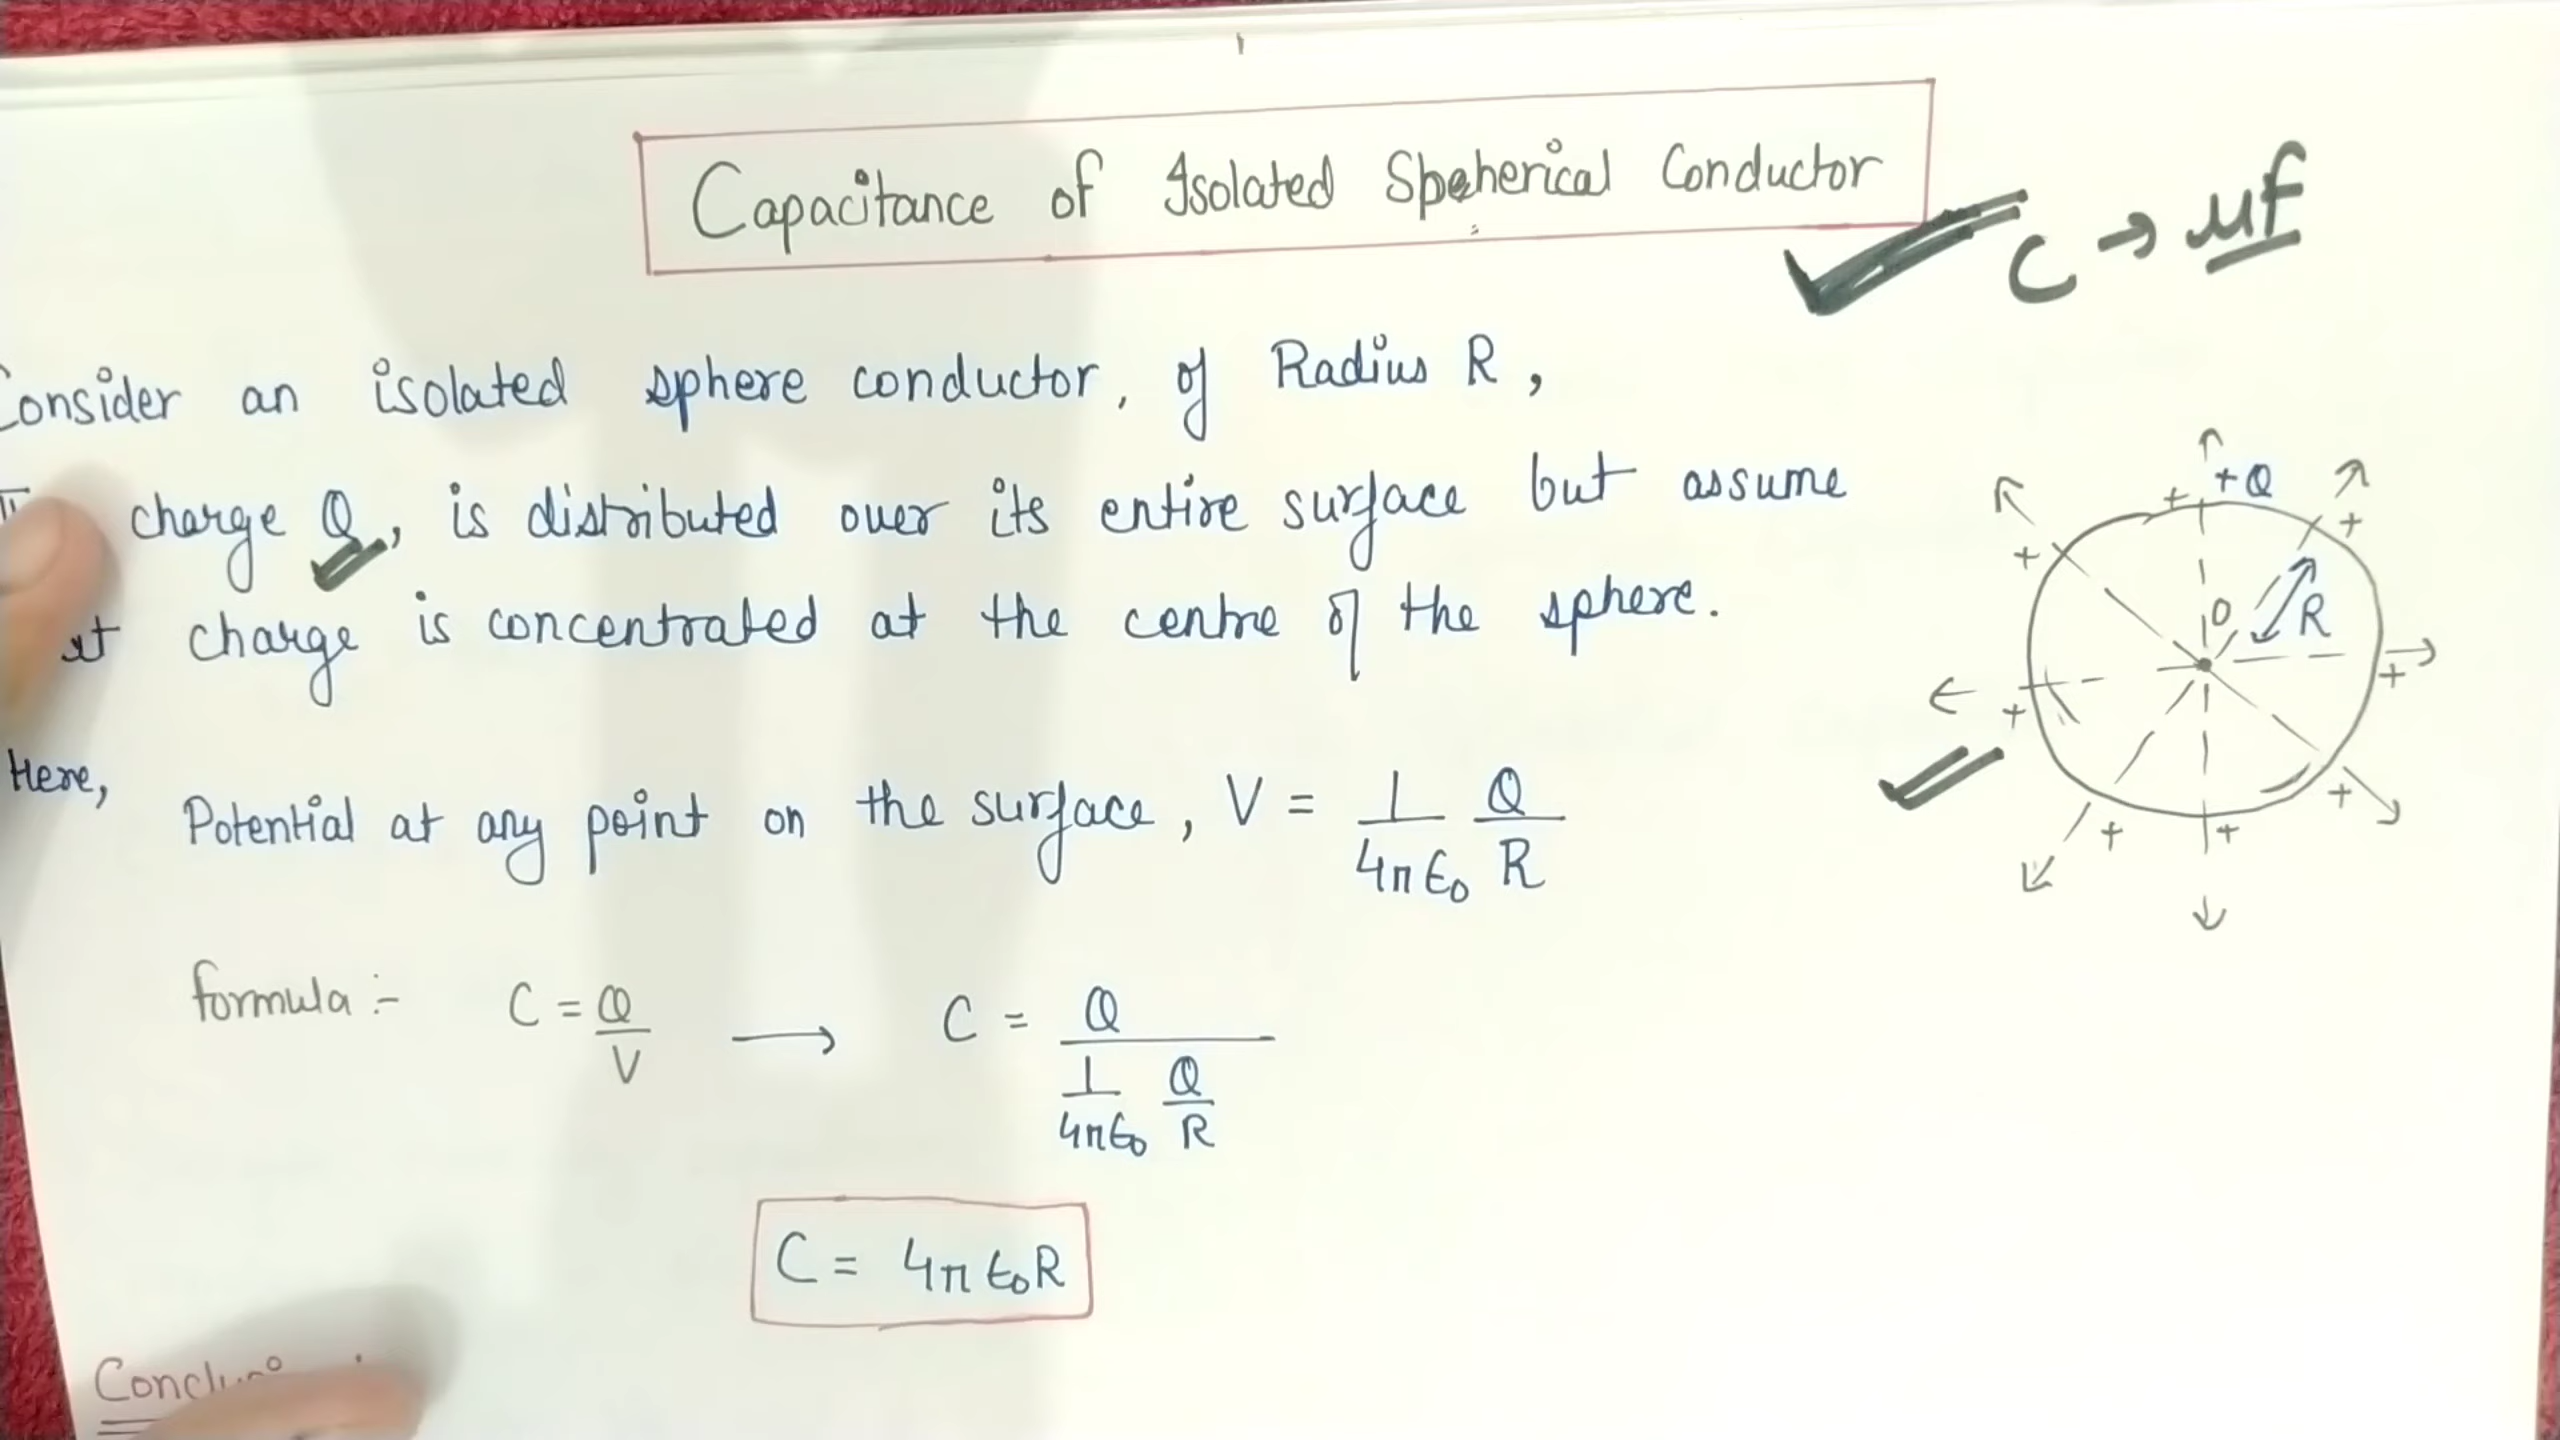 Capacitance of Isolated Speherical Conductor
C → μf
Consider an isolated sphere conductor, of Radius R,
charge Q, is distributed over its entire surface but assume
charge is concentrated at the centre of the sphere.
Here,
Potential at any point on the surface, V = 1/4πϵ₀ Q/R
formula :- C = Q/V → C = Q/(1/4πϵ₀ Q/R)
C = 4πϵ₀R
+Q
+ + + + + + + +
O
R